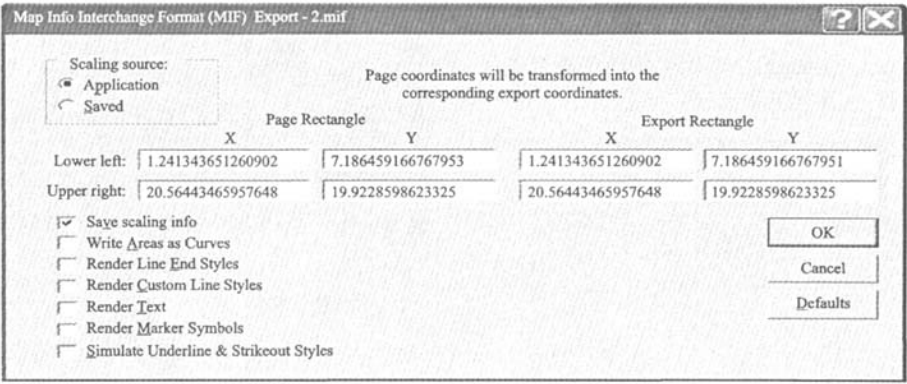 Map Info Interchange Format (MIF) Export - 2.mif
Scaling source:
Application
Saved
Page coordinates will be transformed into the
corresponding export coordinates.
Page Rectangle
Export Rectangle
X Y X Y
Lower left: 1.241343651260902 7.186459166767953 1.241343651260902 7.186459166767951
Upper right: 20.56443465957648 19.9228598623325 20.56443465957648 19.9228598623325
Save scaling info
Write Areas as Curves
Render Line End Styles
Render Custom Line Styles
Render Text
Render Marker Symbols
Simulate Underline & Strikeout Styles
OK
Cancel
Defaults